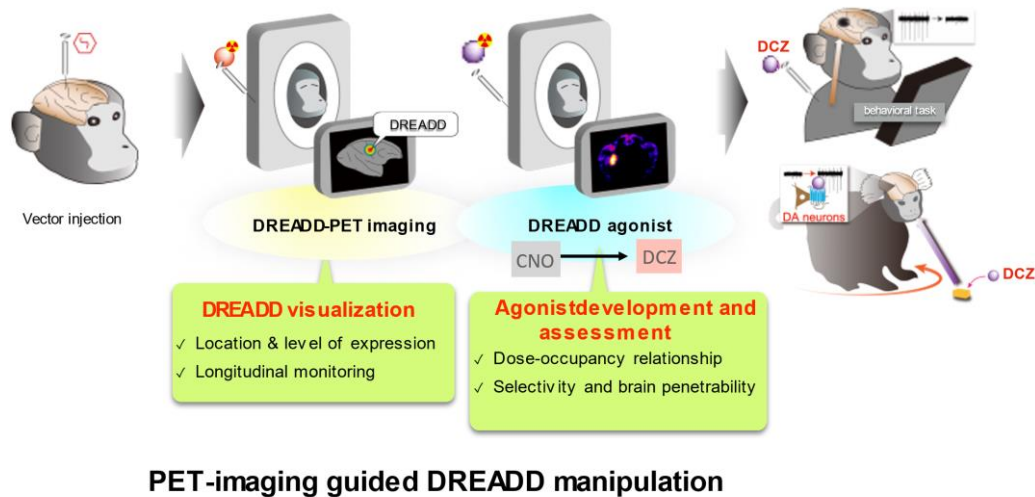 Vector injection
DREADD
DREADD-PET imaging
DREADD agonist
CNO
DCZ
DCZ
behavioral task
DA neurons
DCZ
DREADD visualization
✓ Location & level of expression
✓ Longitudinal monitoring
Agonistdevelopment and
assessment
✓ Dose-occupancy relationship
✓ Selectivity and brain penetrability
PET-imaging guided DREADD manipulation